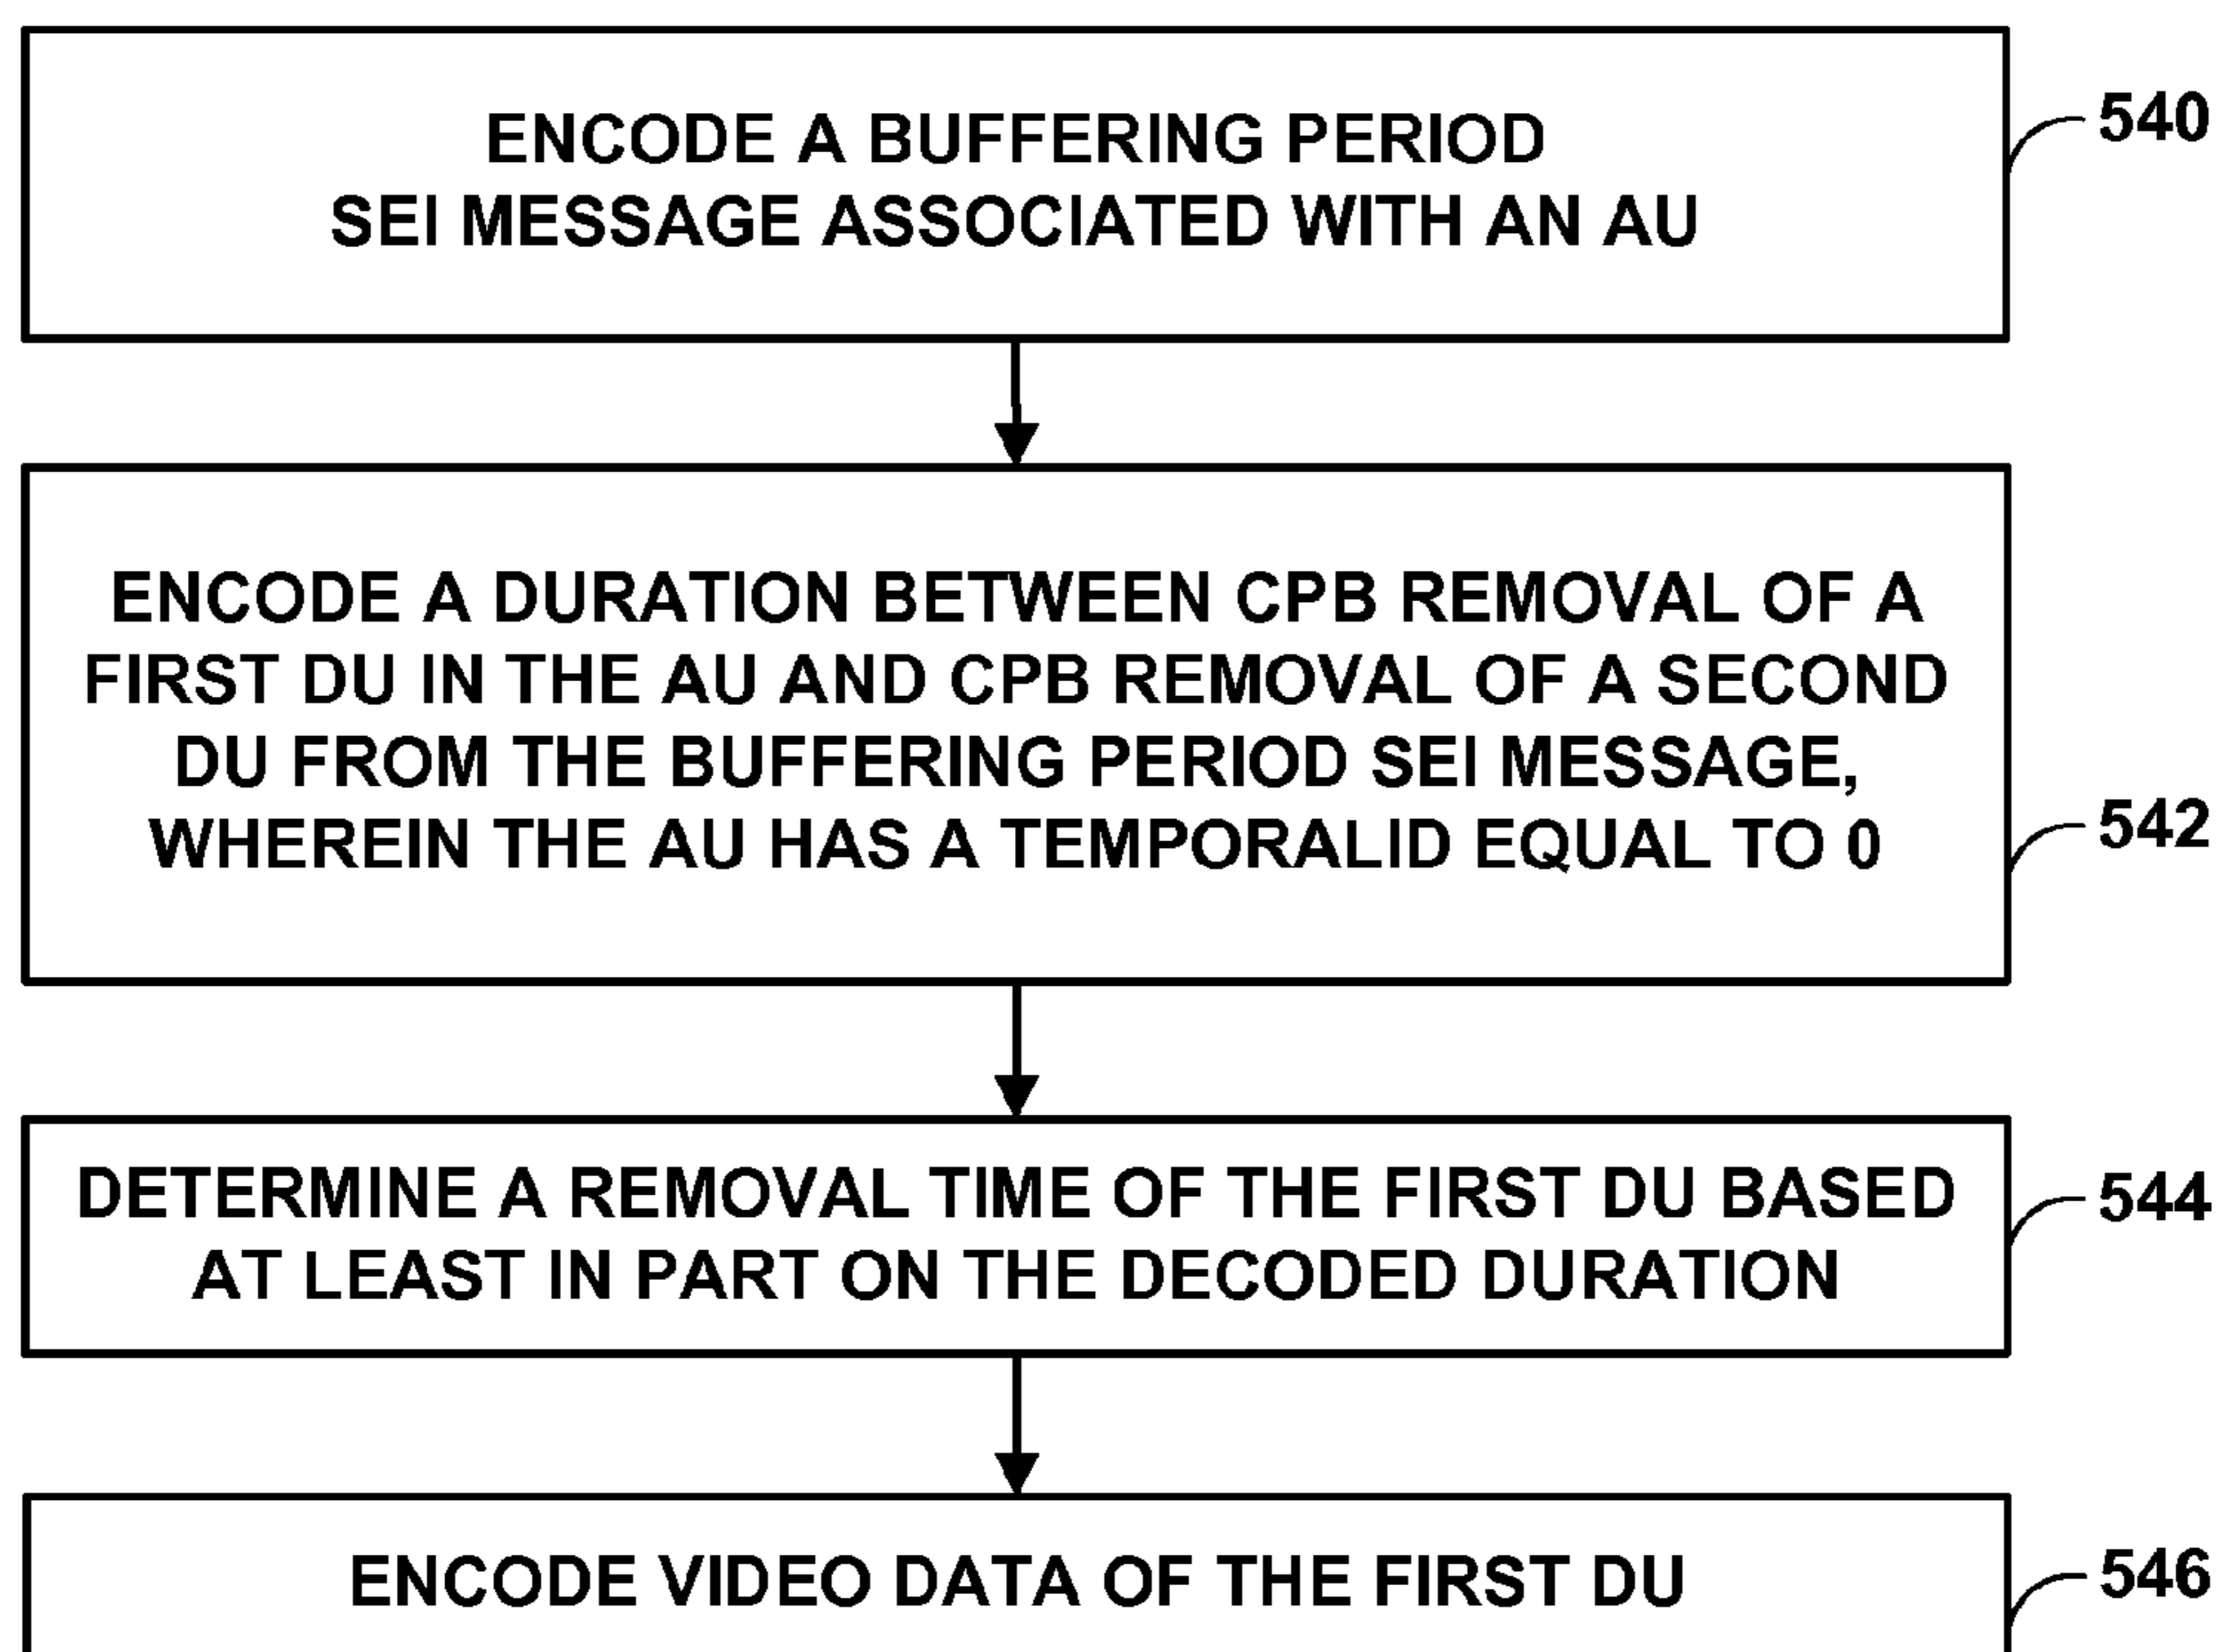 ENCODE A BUFFERING PERIOD
SEI MESSAGE ASSOCIATED WITH AN AU
540
ENCODE A DURATION BETWEEN CPB REMOVAL OF A
FIRST DU IN THE AU AND CPB REMOVAL OF A SECOND
DU FROM THE BUFFERING PERIOD SEI MESSAGE,
WHEREIN THE AU HAS A TEMPORALID EQUAL TO 0
542
DETERMINE A REMOVAL TIME OF THE FIRST DU BASED
AT LEAST IN PART ON THE DECODED DURATION
544
ENCODE VIDEO DATA OF THE FIRST DU
546